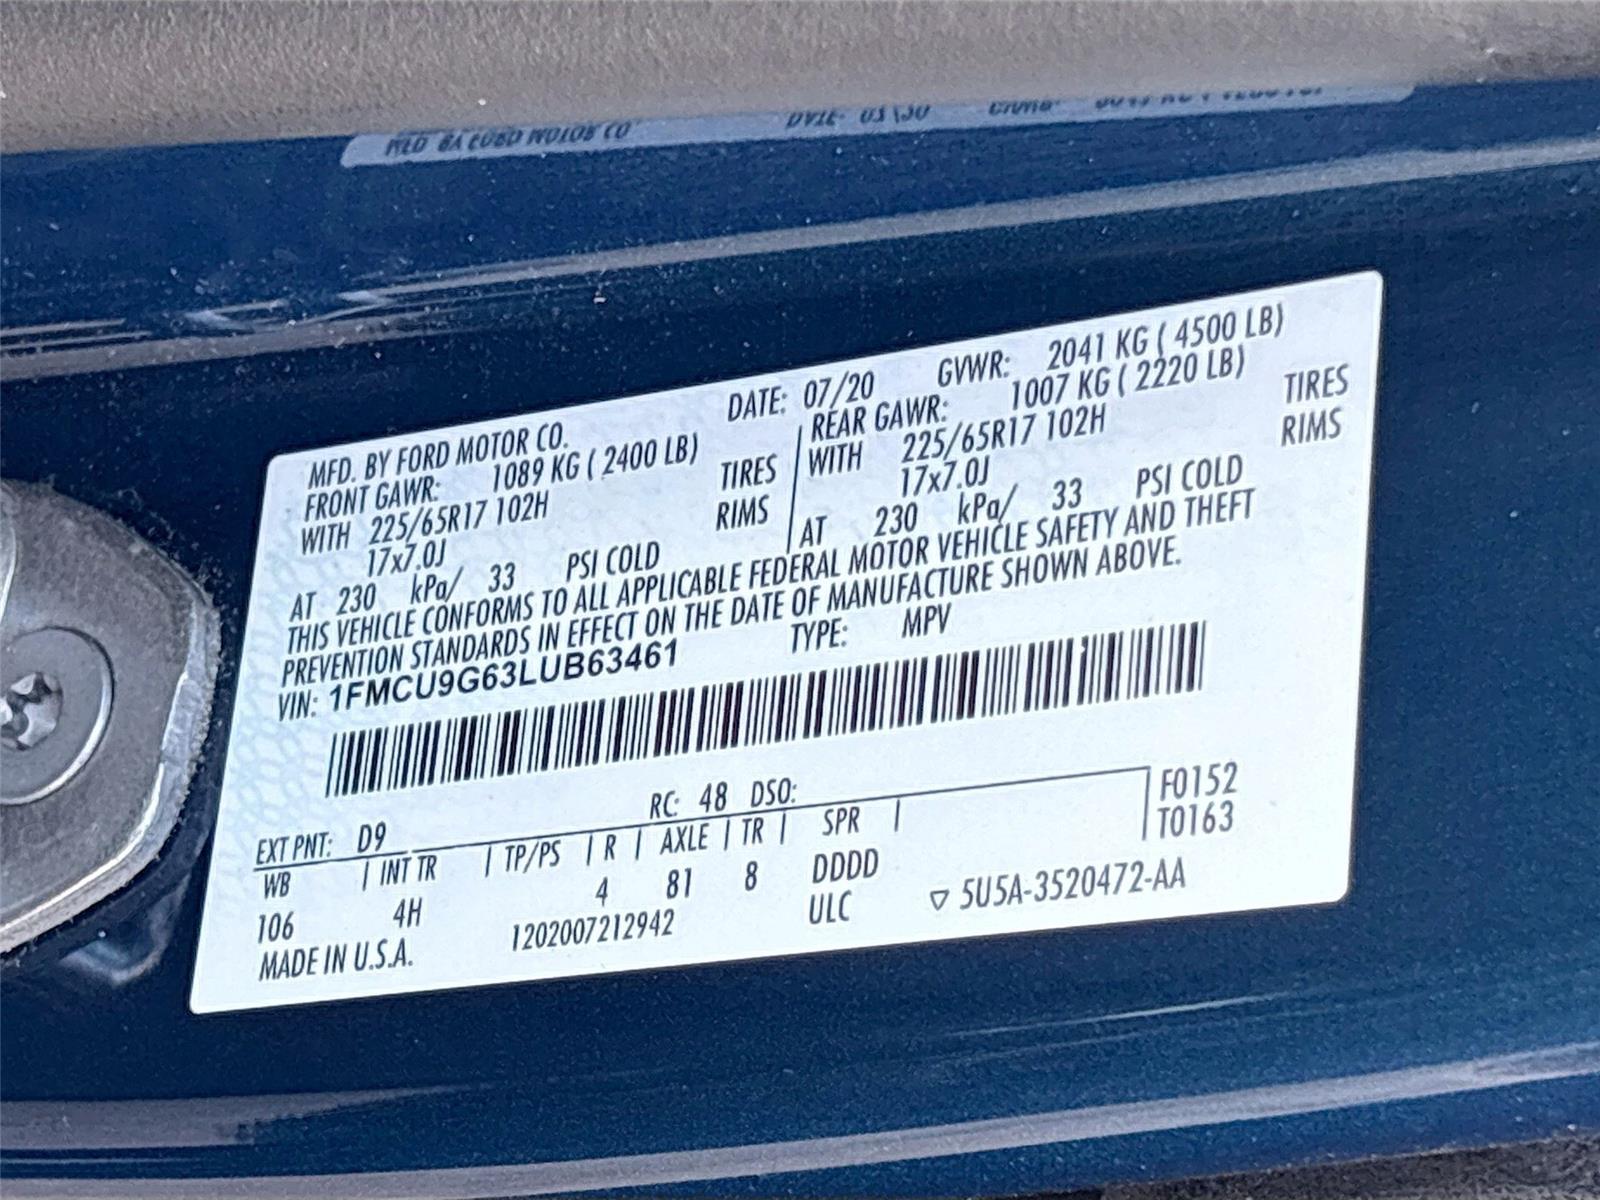 MFD. BY FORD MOTOR CO. DATE: 07/20 GVWR: 2041 KG ( 4500 LB)
FRONT GAWR: 1089 KG ( 2400 LB) REAR GAWR: 1007 KG ( 2220 LB)
WITH 225/65R17 102H TIRES WITH 225/65R17 102H TIRES
17x7.0J RIMS 17x7.0J RIMS
AT 230 kPa/ 33 PSI COLD AT 230 kPa/ 33 PSI COLD
THIS VEHICLE CONFORMS TO ALL APPLICABLE FEDERAL MOTOR VEHICLE SAFETY AND THEFT
PREVENTION STANDARDS IN EFFECT ON THE DATE OF MANUFACTURE SHOWN ABOVE.
VIN: 1FMCU9G63LUB63461 TYPE: MPV
EXT PNT: D9 RC: 48 DSO: F0152
WB | INT TR | TP/PS | R | AXLE | TR | SPR | T0163
106 4H 4 81 8 DDDD
MADE IN U.S.A. 1202007212942 ULC ▽ 5U5A-3520472-AA